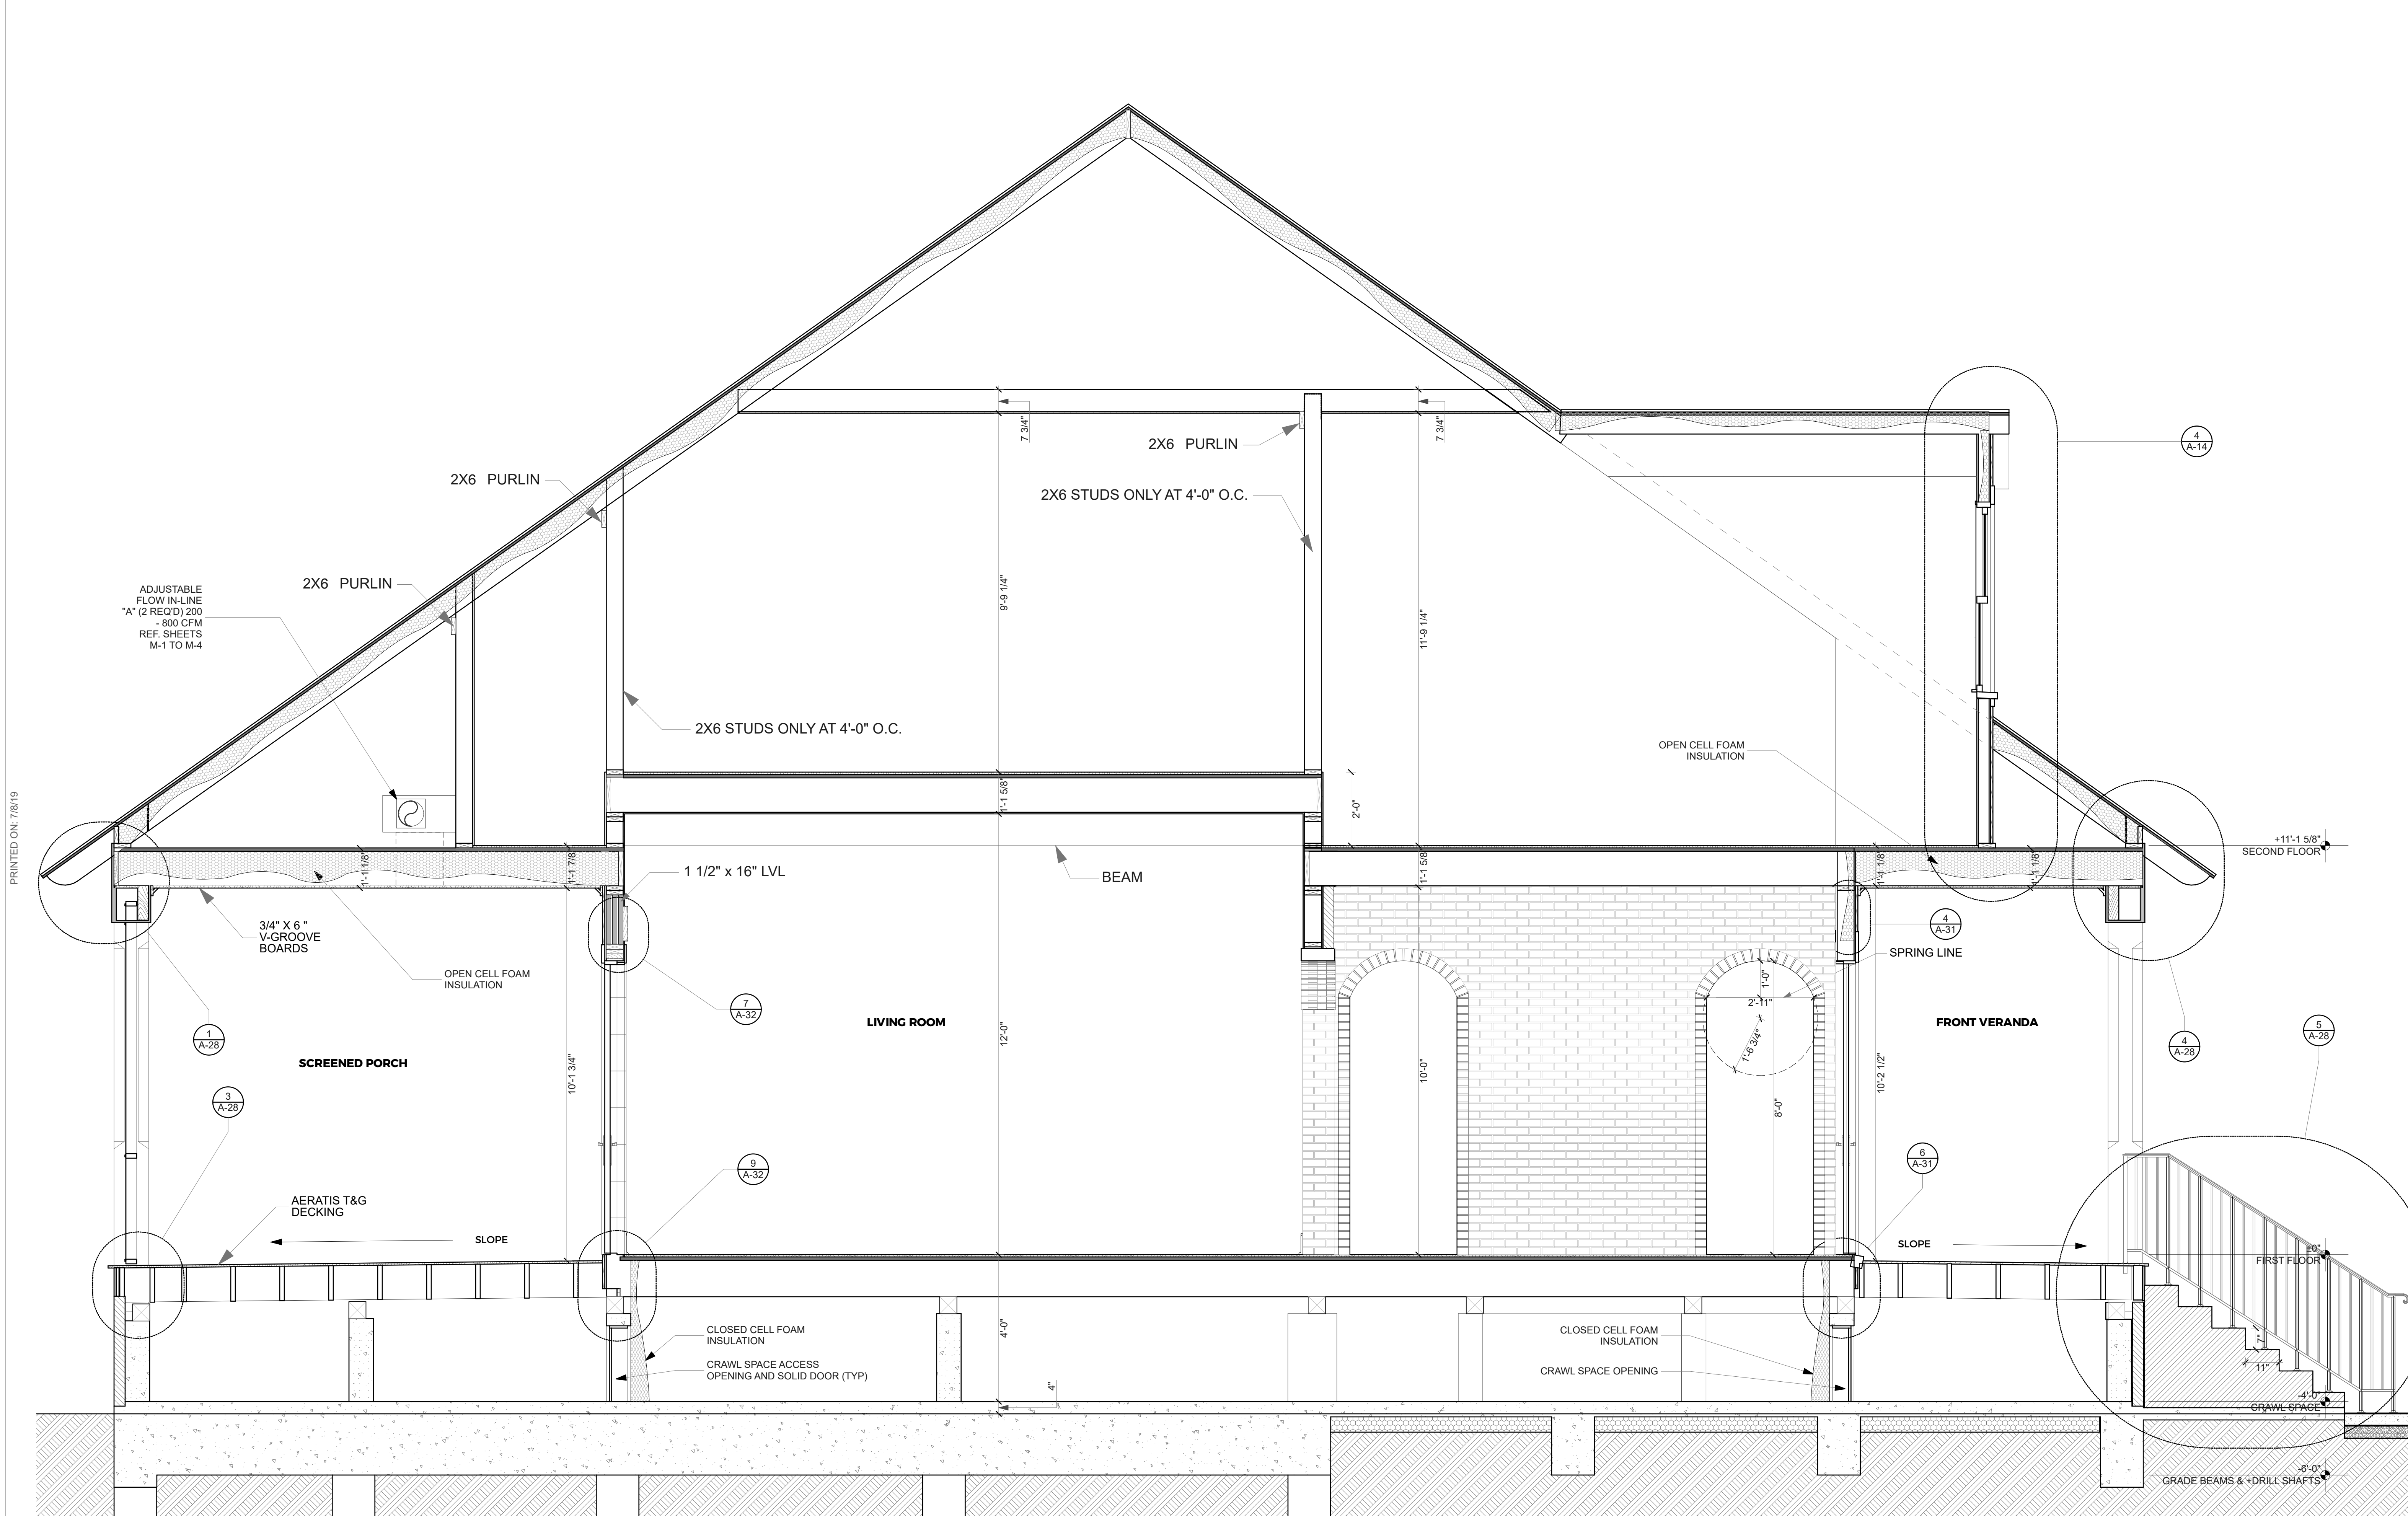 PRINTED ON: 7/8/19
7 3/4"
7 3/4"
2X6 PURLIN
4
A-14
2X6 PURLIN
2X6 STUDS ONLY AT 4'-0" O.C.
ADJUSTABLE
FLOW IN-LINE
"A" (2 REQ'D) 200
- 800 CFM
REF. SHEETS
M-1 TO M-4
2X6 PURLIN
9'-9 1/4"
11'-9 1/4"
2X6 STUDS ONLY AT 4'-0" O.C.
OPEN CELL FOAM
INSULATION
1'-1 5/8"
2'-0"
+11'-1 5/8"
SECOND FLOOR
1'-1 1/8"
1'-1 7/8"
1 1/2" x 16" LVL
BEAM
1'-1 5/8"
1'-1 1/8"
1'-1 1/8"
3/4" X 6 "
V-GROOVE
BOARDS
OPEN CELL FOAM
INSULATION
4
A-31
SPRING LINE
1'-0"
2'-11"
1'-6 3/4"
7
A-32
1
A-28
LIVING ROOM
FRONT VERANDA
12'-0"
10'-0"
8'-0"
10'-2 1/2"
4
A-28
5
A-28
SCREENED PORCH
10'-1 3/4"
3
A-28
9
A-32
6
A-31
AERATIS T&G
DECKING
SLOPE
SLOPE
±0"
FIRST FLOOR
CLOSED CELL FOAM
INSULATION
4'-0"
CLOSED CELL FOAM
INSULATION
7"
11"
CRAWL SPACE ACCESS
OPENING AND SOLID DOOR (TYP)
CRAWL SPACE OPENING
4"
-4'-0"
CRAWL SPACE
-6'-0"
GRADE BEAMS & +DRILL SHAFTS